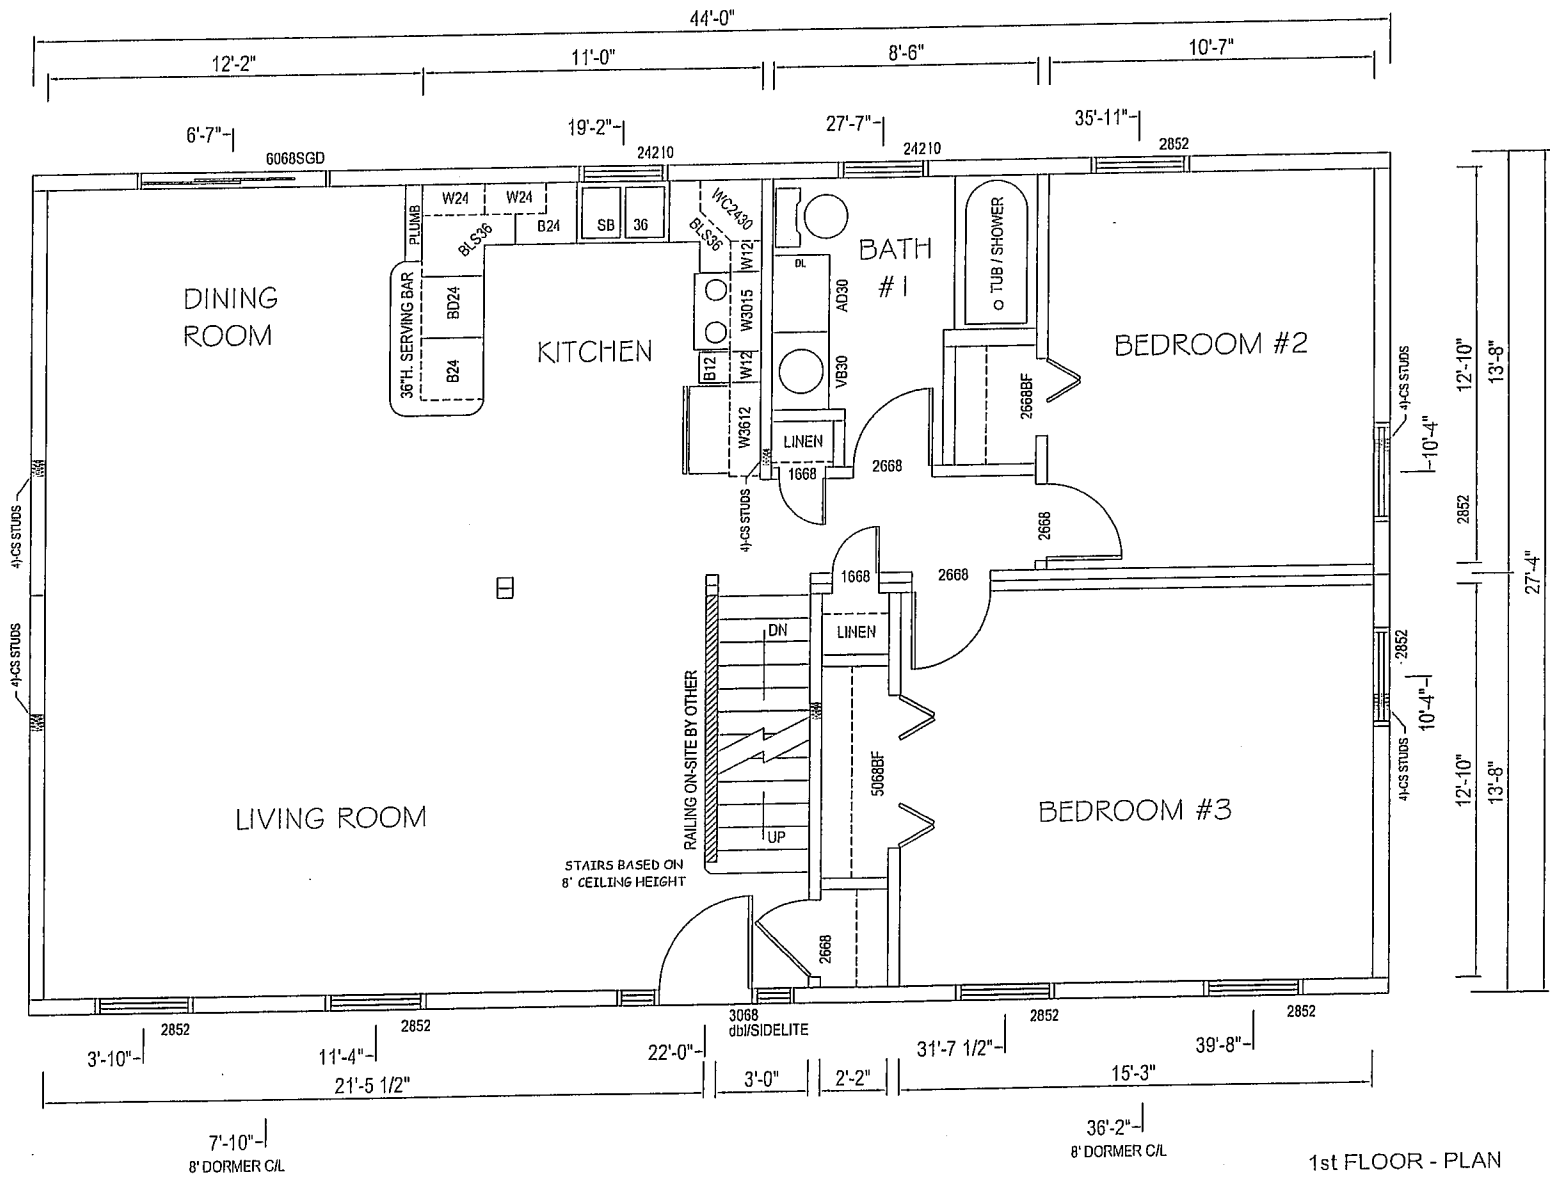 44'-0"
12'-2"
11'-0"
8'-6"
10'-7"
6'-7"
19'-2"
27'-7"
35'-11"
6068SGD
24210
24210
2852
PLUMB
W24
W24
BLS36
B24
SB
36
WC2430
BLS36
W12
W3015
B12
W12
W3612
36"H. SERVING BAR
BD24
B24
DINING
ROOM
KITCHEN
DL
AD30
VB30
BATH
#1
TUB / SHOWER
BEDROOM #2
2668BF
LINEN
1668
2668
2668
4)-CS STUDS
4)-CS STUDS
4)-CS STUDS
4)-CS STUDS
10'-4"
2852
12'-10"
13'-8"
27'-4"
1668
2668
LINEN
DN
UP
RAILING ON-SITE BY OTHER
5068BF
2852
10'-4"
4)-CS STUDS
12'-10"
13'-8"
LIVING ROOM
BEDROOM #3
STAIRS BASED ON
8' CEILING HEIGHT
2668
2852
2852
3068
dbl/SIDELITE
2852
2852
3'-10"
11'-4"
22'-0"
31'-7 1/2"
39'-8"
21'-5 1/2"
3'-0"
2'-2"
15'-3"
7'-10"
8' DORMER C/L
36'-2"
8' DORMER C/L
1st FLOOR - PLAN